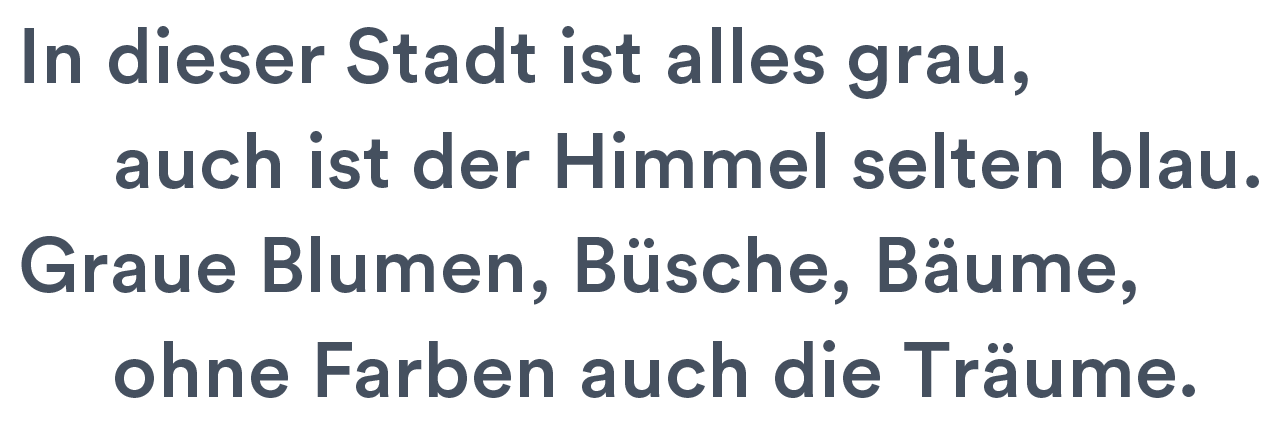 In dieser Stadt ist alles grau,
auch ist der Himmel selten blau.
Graue Blumen, Büsche, Bäume,
ohne Farben auch die Träume.